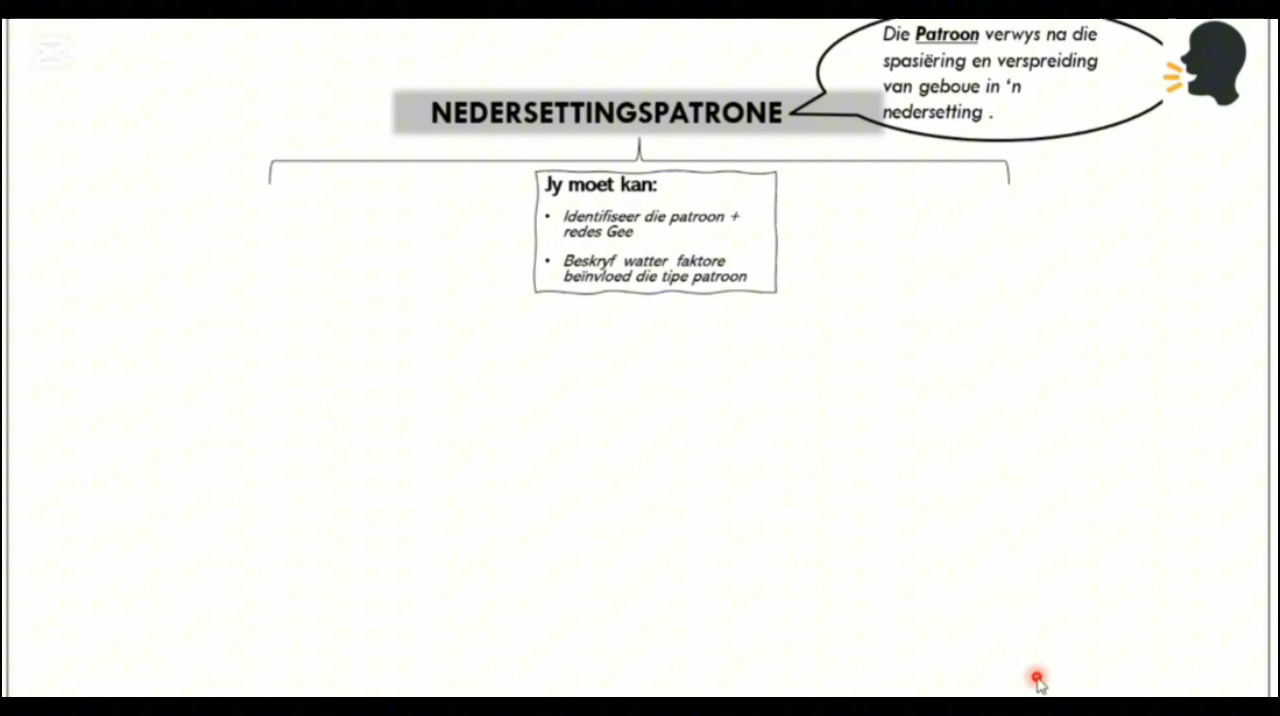 Die Patroon verwys na die
spasiëring en verspreiding
van geboue in ‘n
nedersetting .
NEDERSETTINGSPATRONE
Jy moet kan:
• Identifiseer die patroon +
redes Gee
• Beskryf watter faktore
beïnvloed die tipe patroon